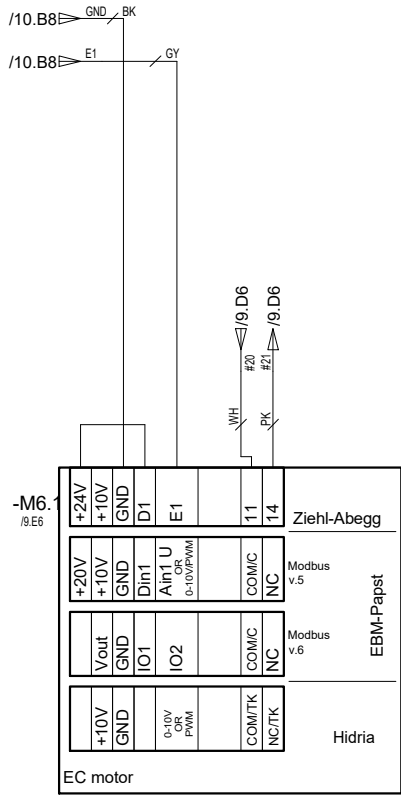 /10.B8 GND BK
/10.B8 E1 GY
/9.D6 /9.D6
#20 #21
WH PK
-M6.1
/9.E6
+24V +10V GND D1 E1 11 14 Ziehl-Abegg
+20V +10V GND Din1 Ain1 U OR 0-10V/PWM COM/C NC Modbus v.5
EBM-Papst
Vout GND IO1 IO2 COM/C NC Modbus v.6
+10V GND 0-10V OR PWM COM/TK NC/TK Hidria
EC motor